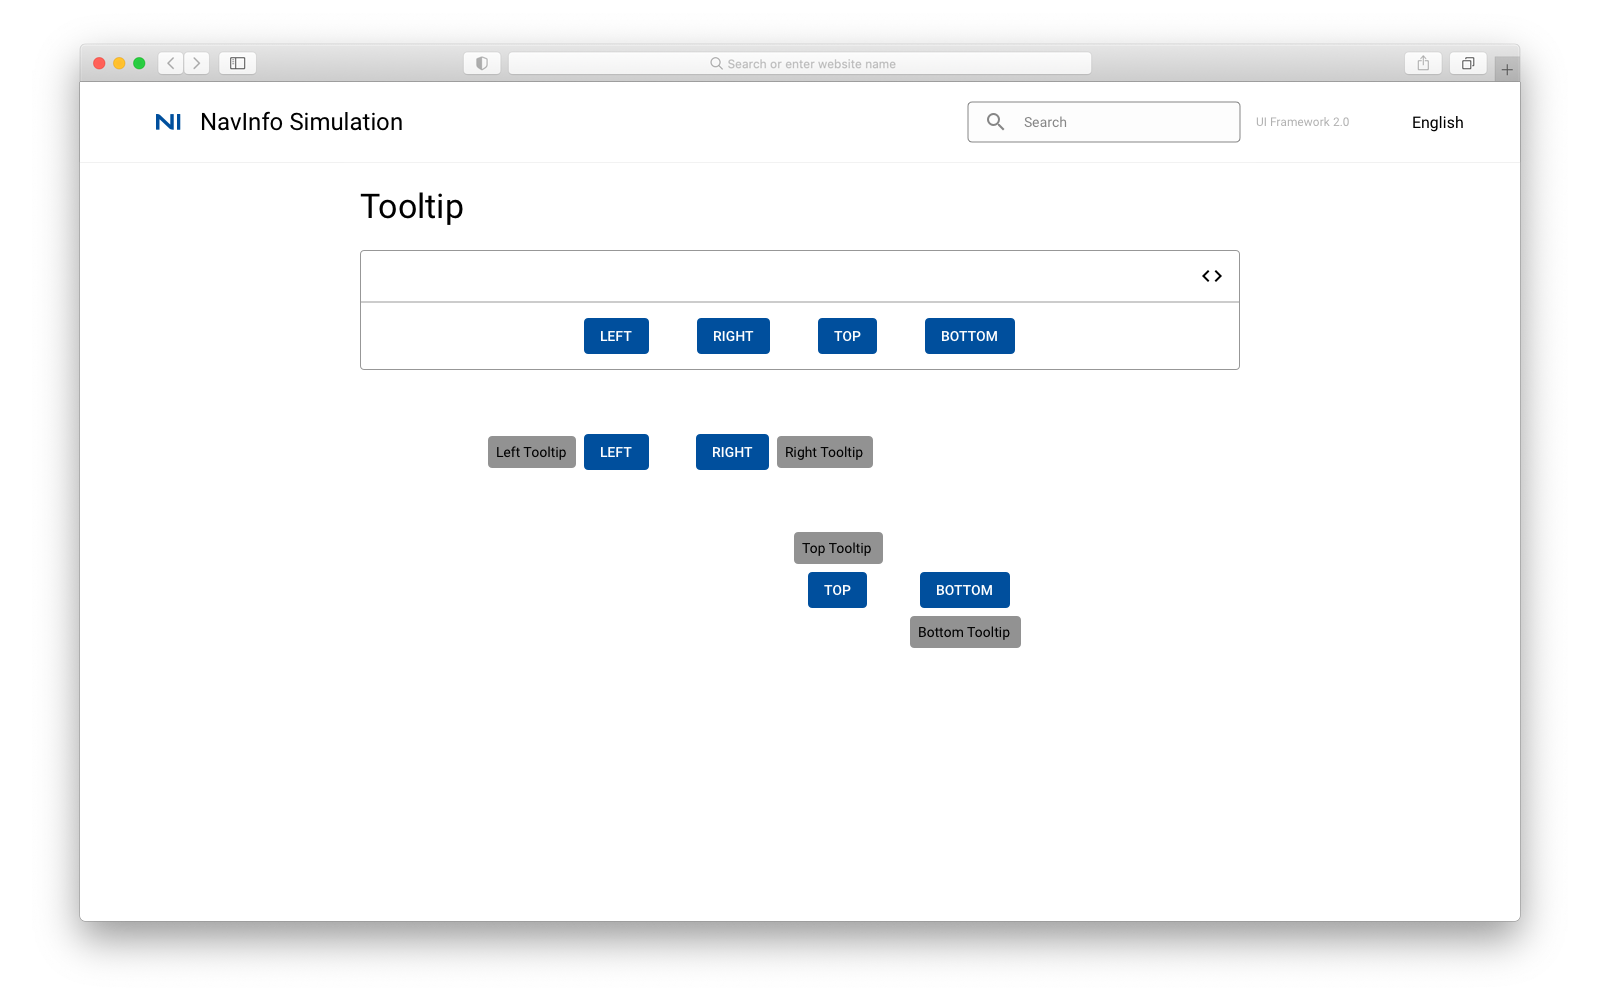 Search or enter website name
NI NavInfo Simulation
Search
UI Framework 2.0
English
Tooltip
LEFT RIGHT TOP BOTTOM
Left Tooltip LEFT RIGHT Right Tooltip
Top Tooltip
TOP BOTTOM
Bottom Tooltip